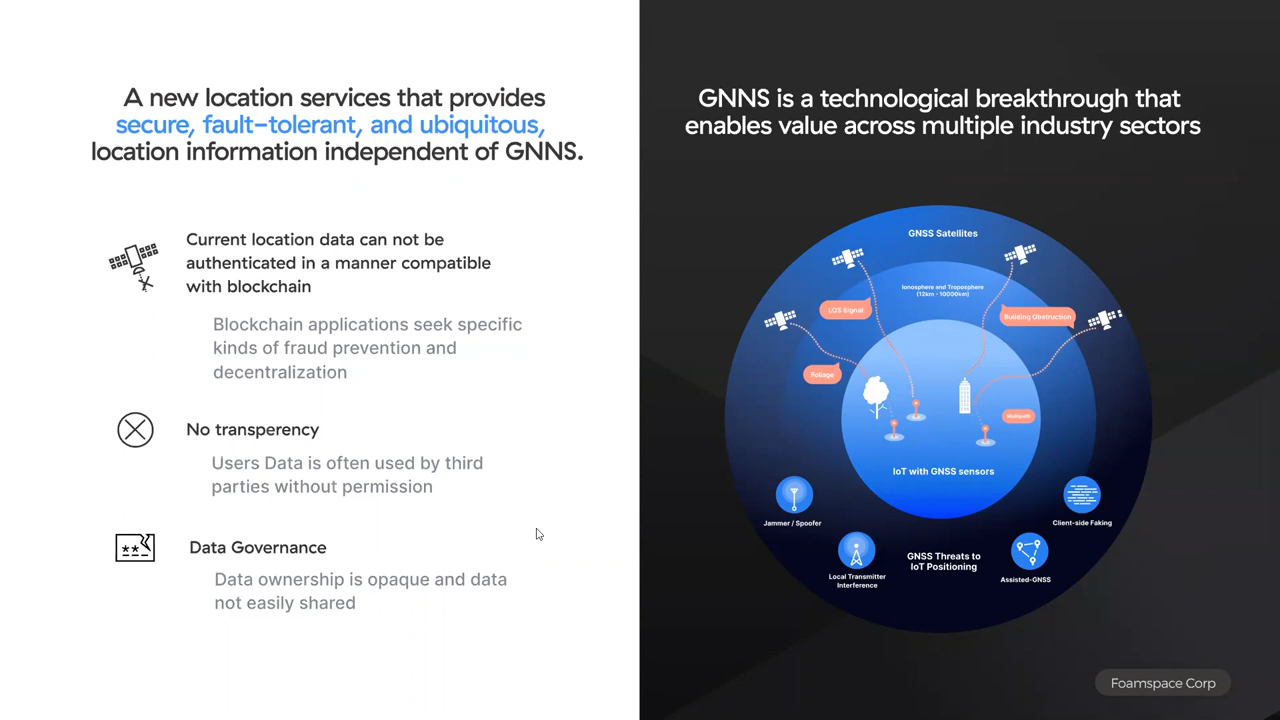 A new location services that provides
secure, fault-tolerant, and ubiquitous,
location information independent of GNNS.
Current location data can not be
authenticated in a manner compatible
with blockchain
Blockchain applications seek specific
kinds of fraud prevention and
decentralization
No transperency
Users Data is often used by third
parties without permission
Data Governance
Data ownership is opaque and data
not easily shared
GNNS is a technological breakthrough that
enables value across multiple industry sectors
GNSS Satellites
Ionosphere and Troposphere
(12km - 10000km)
LOS Signal
Building Obstruction
Foliage
Multipath
IoT with GNSS sensors
Jammer / Spoofer
Client-side Faking
Local Transmitter
Interference
GNSS Threats to
IoT Positioning
Assisted-GNSS
Foamspace Corp